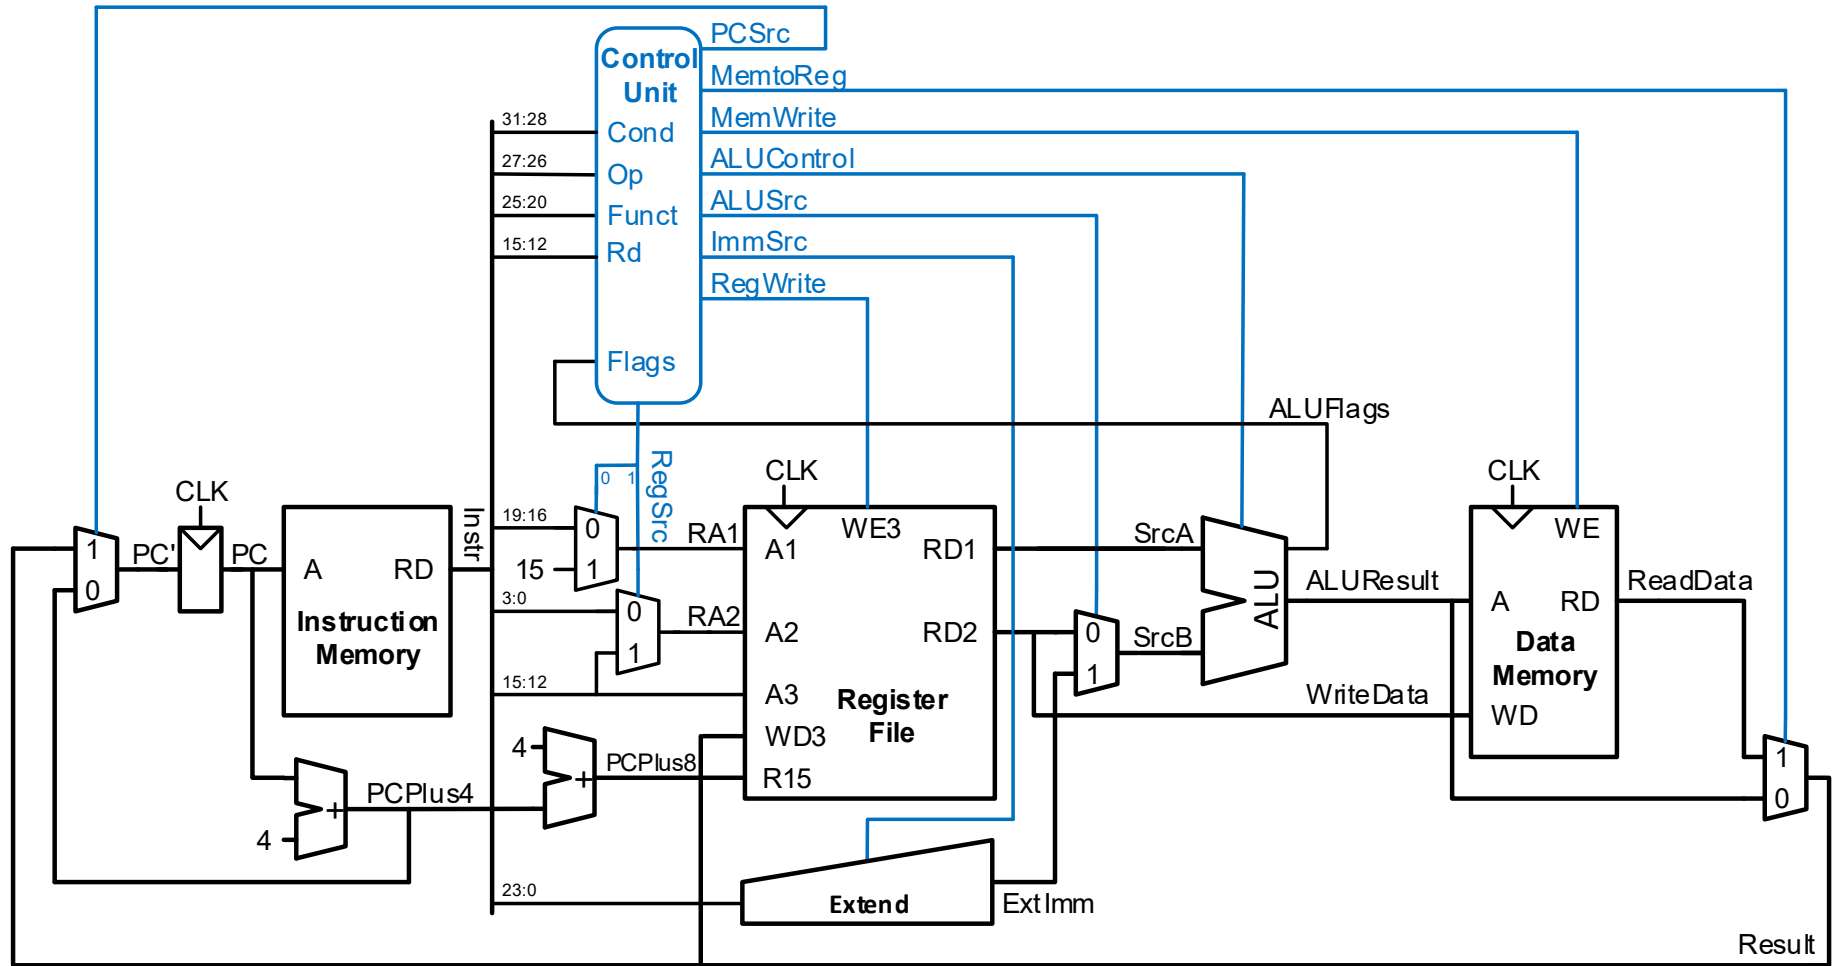 PCSrc
Control
Unit
MemtoReg
MemWrite
ALUControl
ALUSrc
ImmSrc
RegWrite
31:28
Cond
27:26
Op
25:20
Funct
15:12
Rd
Flags
ALUFlags
RegSrc
0 1
CLK
CLK
CLK
Instr
19:16
0
RA1
A1
WE3
RD1
SrcA
WE
1
0
PC'
PC
A
RD
15
1
ALU
ALUResult
A
RD
ReadData
Instruction
Memory
3:0
0
RA2
A2
RD2
0
SrcB
Data
Memory
1
1
15:12
A3
Register
File
WriteData
WD
WD3
4
+
PCPlus8
R15
1
0
PCPlus4
+
4
23:0
Extend
ExtImm
Result